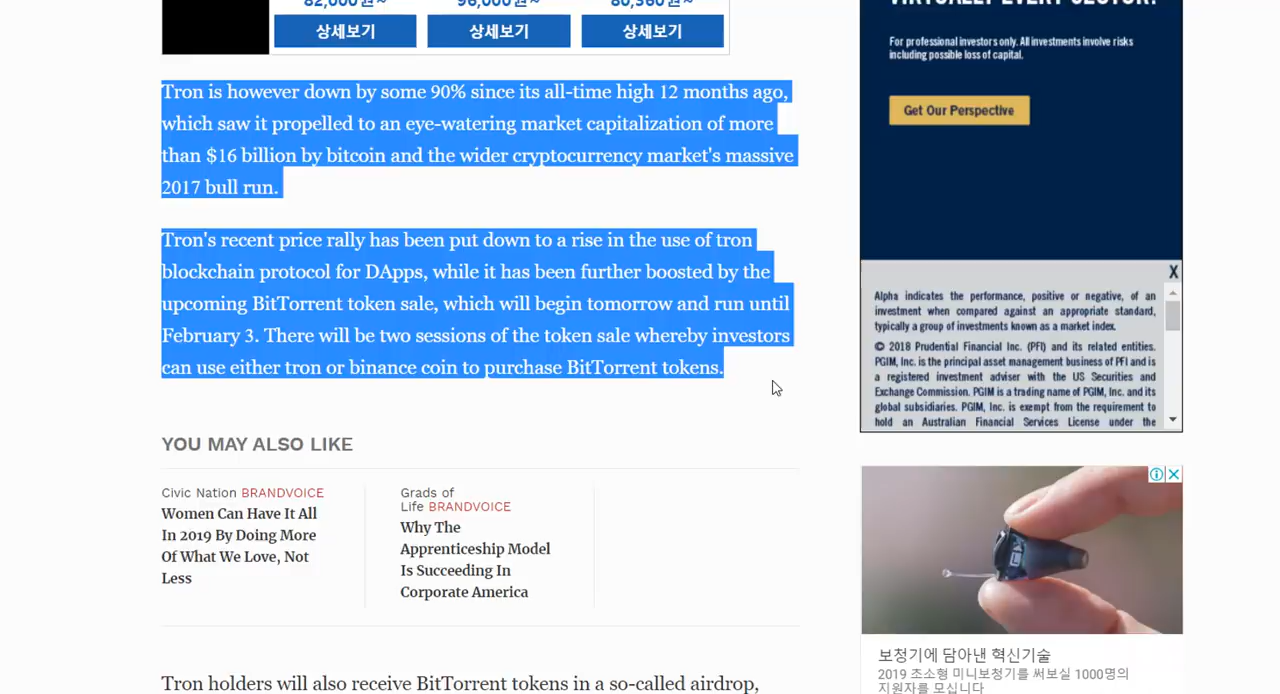 상세보기
상세보기
상세보기
Tron is however down by some 90% since its all-time high 12 months ago,
which saw it propelled to an eye-watering market capitalization of more
than $16 billion by bitcoin and the wider cryptocurrency market's massive
2017 bull run.
Tron's recent price rally has been put down to a rise in the use of tron
blockchain protocol for DApps, while it has been further boosted by the
upcoming BitTorrent token sale, which will begin tomorrow and run until
February 3. There will be two sessions of the token sale whereby investors
can use either tron or binance coin to purchase BitTorrent tokens.
YOU MAY ALSO LIKE
Civic Nation BRANDVOICE
Women Can Have It All
In 2019 By Doing More
Of What We Love, Not
Less
Grads of
Life BRANDVOICE
Why The
Apprenticeship Model
Is Succeeding In
Corporate America
Tron holders will also receive BitTorrent tokens in a so-called airdrop,
VIRTUALLY EVERY SECTOR?
For professional investors only. All investments involve risks
including possible loss of capital.
Get Our Perspective
X
Alpha indicates the performance, positive or negative, of an
investment when compared against an appropriate standard,
typically a group of investments known as a market index.
© 2018 Prudential Financial Inc. (PFI) and its related entities.
PGIM, Inc. is the principal asset management business of PFI and is
a registered investment adviser with the US Securities and
Exchange Commission. PGIM is a trading name of PGIM, Inc. and its
global subsidiaries. PGIM, Inc. is exempt from the requirement to
hold an Australian Financial Services License under the
보청기에 담아낸 혁신기술
2019 초소형 미니보청기를 써보실 1000명의
지원자를 모십니다